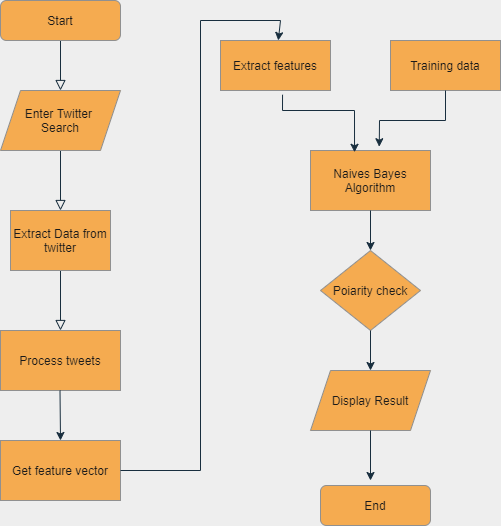 Start
Enter Twitter
Search
Extract Data from
twitter
Process tweets
Get feature vector
Extract features
Training data
Naives Bayes
Algorithm
Poiarity check
Display Result
End